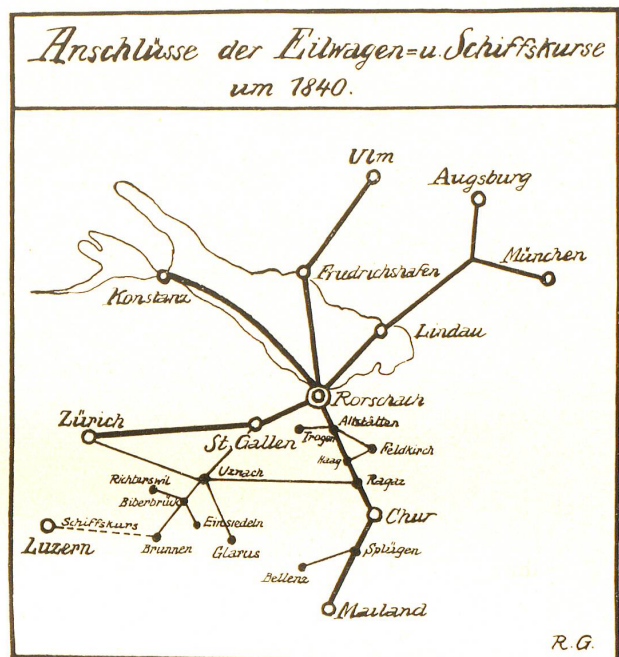 Anschlüsse der Eilwagen=u. Schiffskurse
um 1840.
Ulm
Augsburg
München
Friedrichshafen
Konstanz
Lindau
Rorschach
Zürich
St. Gallen
Altstätten
Trogen
Feldkirch
Haag
Uznach
Ragaz
Richterswil
Biberbrück
Chur
Schiffskurs
Einsiedeln
Luzern
Brunnen
Glarus
Splügen
Bellenz
Mailand
R.G.